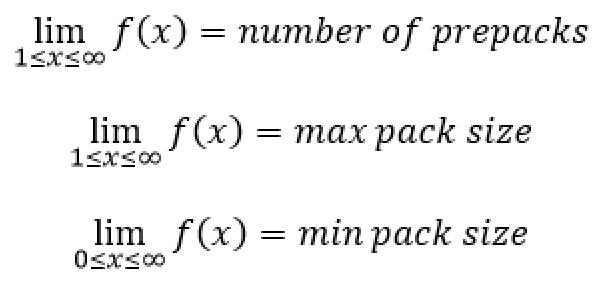 lim f(x) = number of prepacks
1≤x≤∞
lim f(x) = max pack size
1≤x≤∞
lim f(x) = min pack size
0≤x≤∞